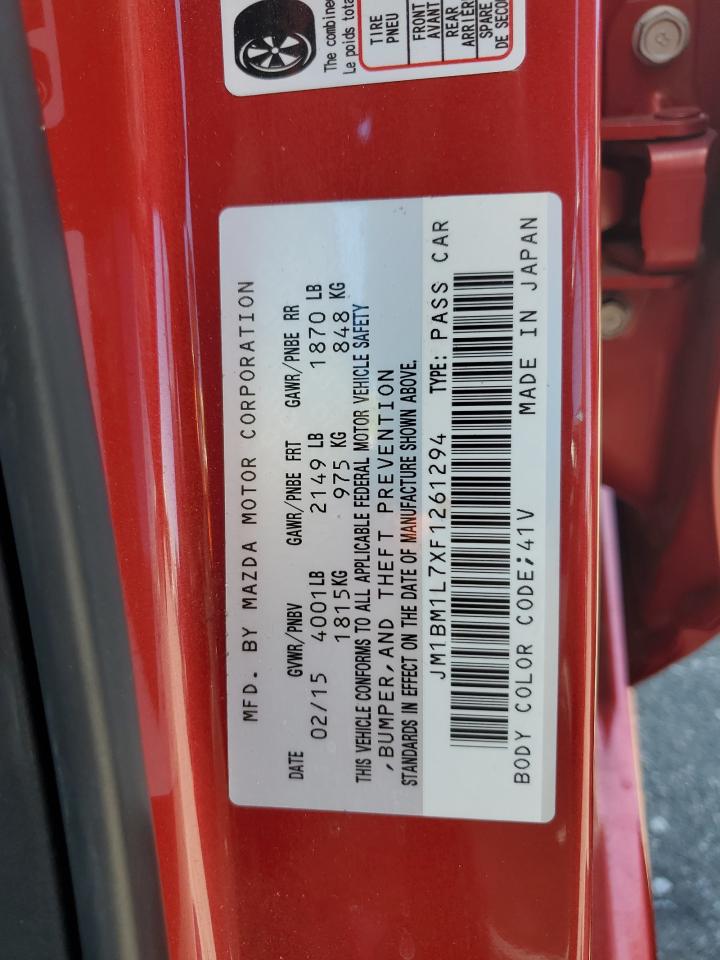 MFD. BY MAZDA MOTOR CORPORATION
DATE GVWR/PNBV GAWR/PNBE FRT GAWR/PNBE RR
02/15 4001LB 2149 LB 1870 LB
1815KG 975 KG 848 KG
THIS VEHICLE CONFORMS TO ALL APPLICABLE FEDERAL MOTOR VEHICLE SAFETY
,BUMPER,AND THEFT PREVENTION
STANDARDS IN EFFECT ON THE DATE OF MANUFACTURE SHOWN ABOVE.
JM1BM1L7XF1261294 TYPE: PASS CAR
BODY COLOR CODE;41V MADE IN JAPAN
The combine
Le poids tota
TIRE
PNEU
FRONT
AVANT
REAR
ARRIER
SPARE
DE SECOU